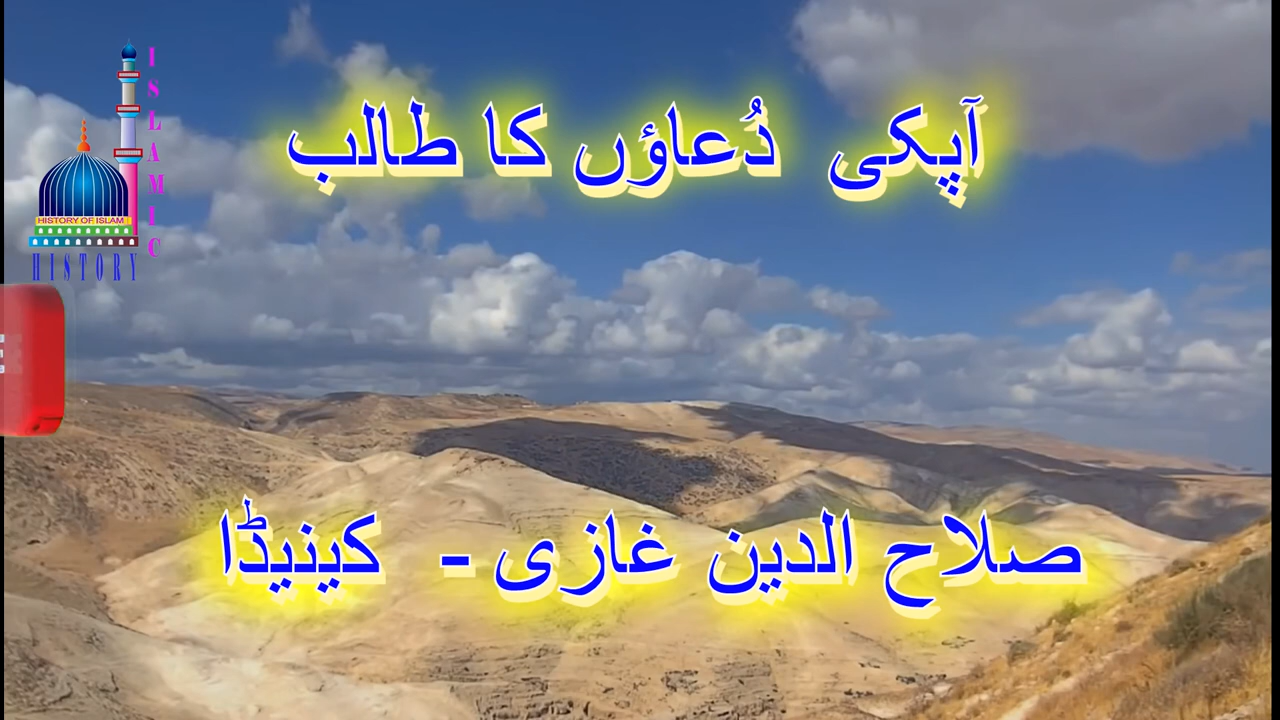 آپکی دُعاؤں کا طالب
صلاح الدین غازی - کینیڈا
ISLAMIC
HISTORY OF ISLAM
HISTORY